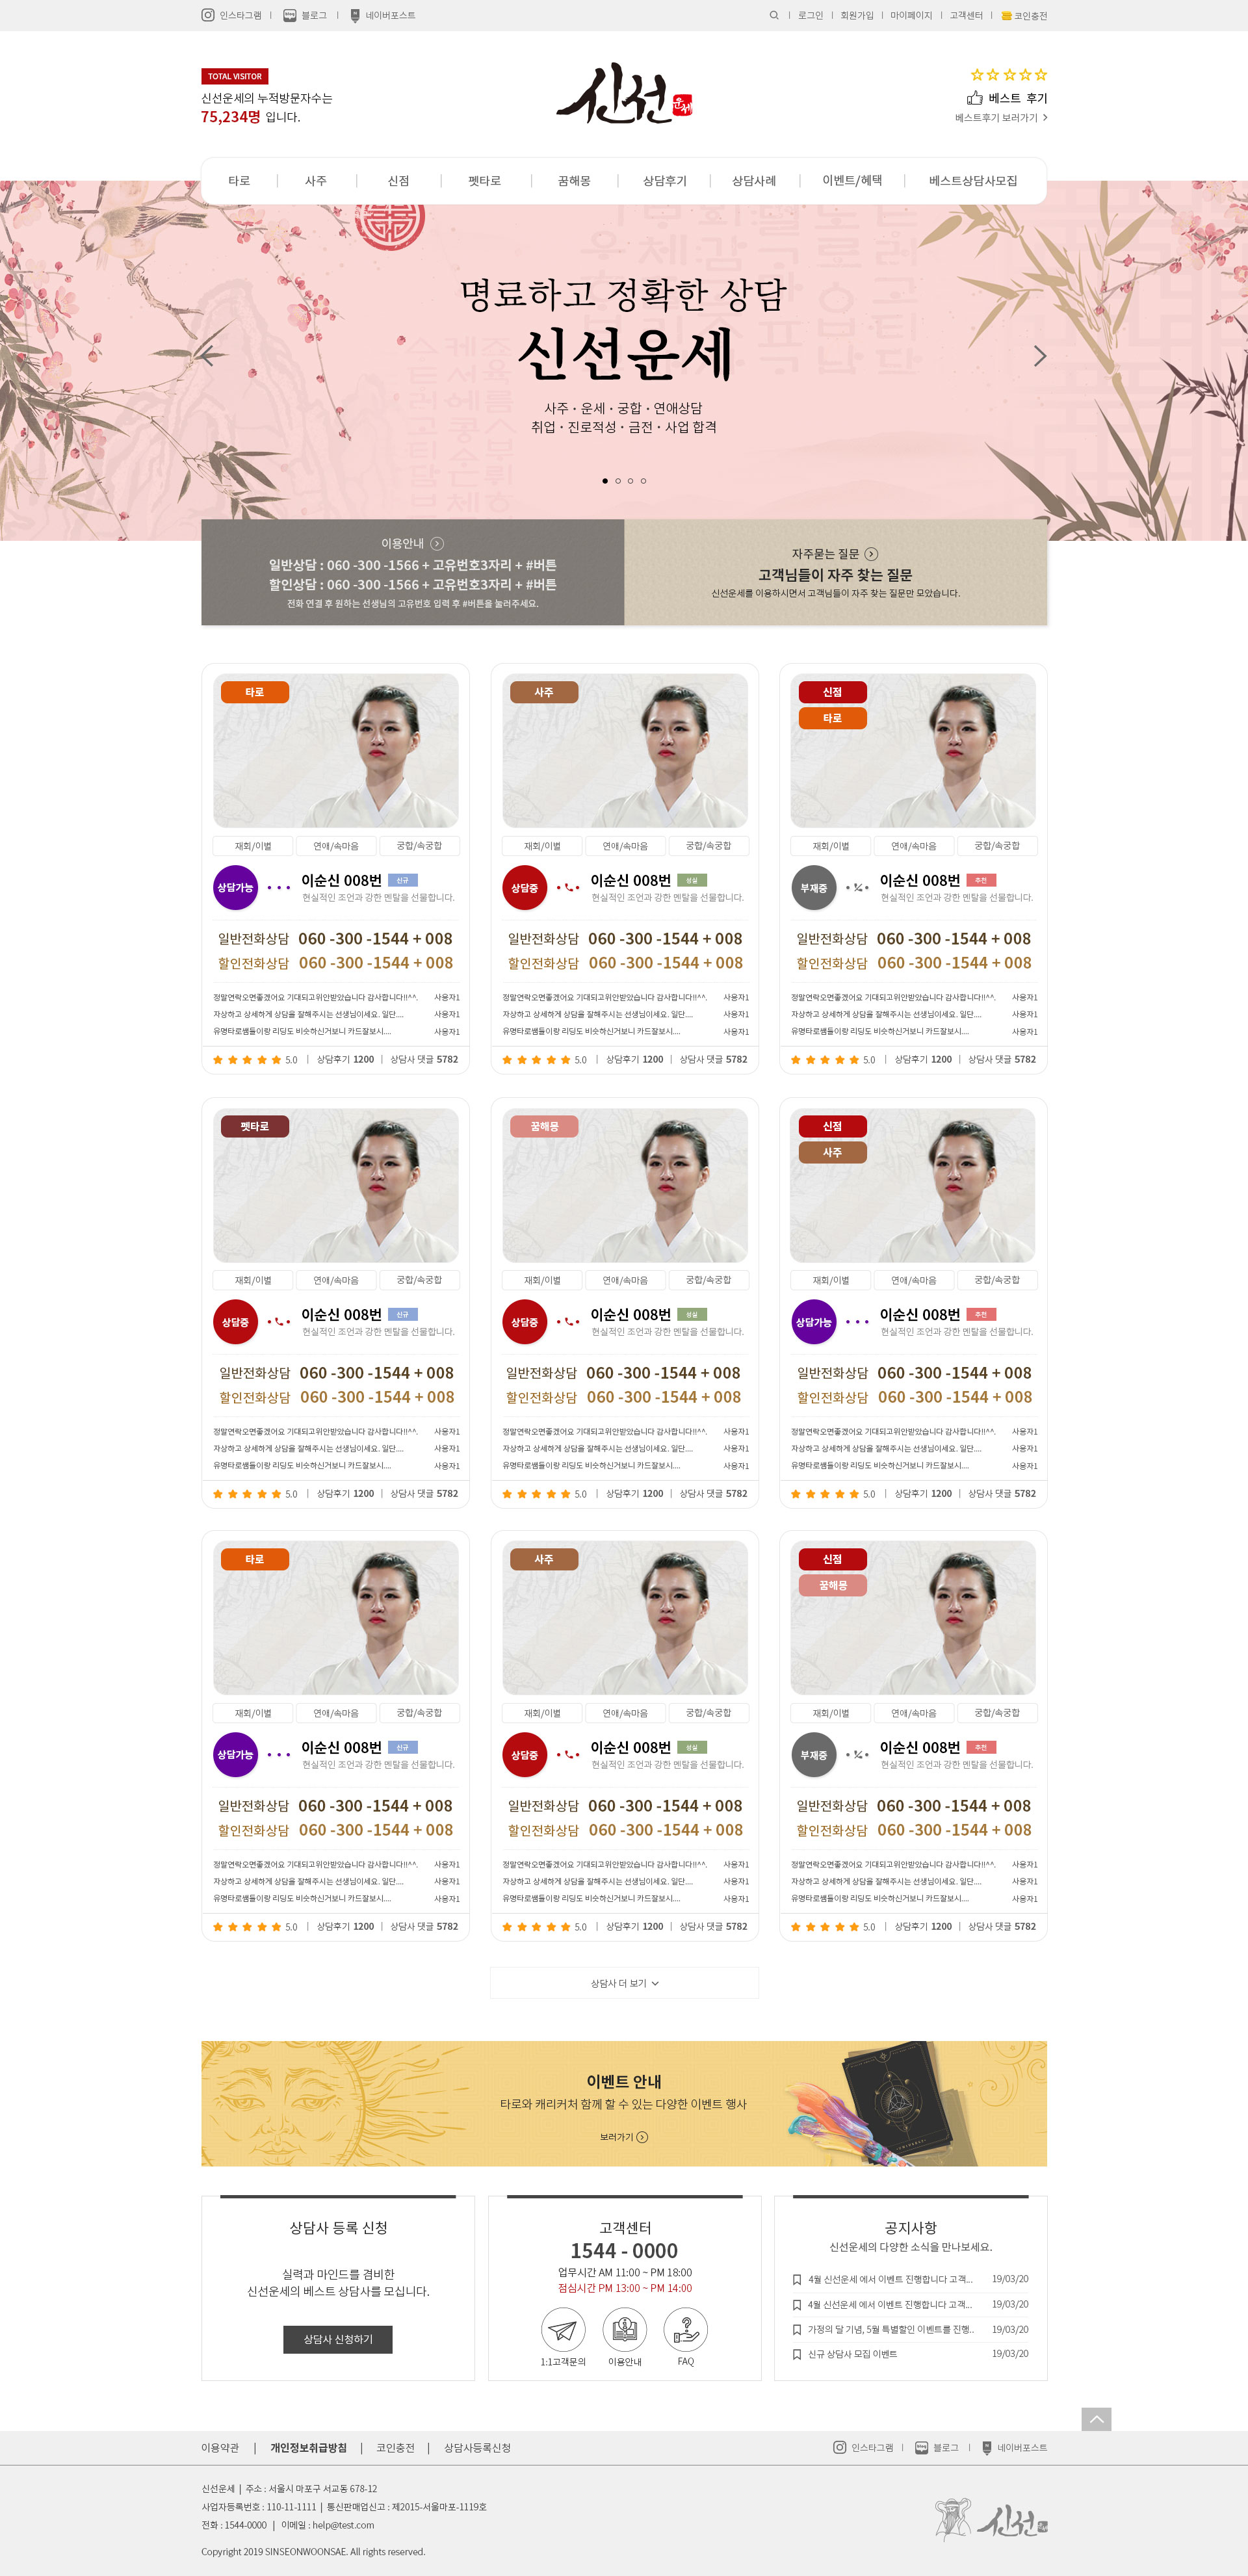 인스타그램 | 블로그 | 네이버포스트
로그인 | 회원가입 | 마이페이지 | 고객센터 | 코인충전
TOTAL VISITOR
신선운세의 누적방문자수는
75,234명 입니다.
신선 운세
베스트 후기
베스트후기 보러가기
타로 | 사주 | 신점 | 펫타로 | 꿈해몽 | 상담후기 | 상담사례 | 이벤트/혜택 | 베스트상담사모집
명료하고 정확한 상담
신선운세
사주 · 운세 · 궁합 · 연애상담
취업 · 진로적성 · 금전 · 사업 합격
이용안내
일반상담 : 060 -300 -1566 + 고유번호3자리 + #버튼
할인상담 : 060 -300 -1566 + 고유번호3자리 + #버튼
전화 연결 후 원하는 선생님의 고유번호 입력 후 #버튼을 눌러주세요.
자주묻는 질문
고객님들이 자주 찾는 질문
신선운세를 이용하시면서 고객님들이 자주 찾는 질문만 모았습니다.
타로
재회/이별 연애/속마음 궁합/속궁합
상담가능 이순신 008번 신규
현실적인 조언과 강한 멘탈을 선물합니다.
일반전화상담 060 -300 -1544 + 008
할인전화상담 060 -300 -1544 + 008
정말연락오면좋겠어요 기대되고위안받았습니다 감사합니다!!^^. 사용자1
자상하고 상세하게 상담을 잘해주시는 선생님이세요. 일단.... 사용자1
유명타로쌤들이랑 리딩도 비슷하신거보니 카드잘보시.... 사용자1
5.0 | 상담후기 1200 | 상담사 댓글 5782
사주
재회/이별 연애/속마음 궁합/속궁합
상담중 이순신 008번 성실
현실적인 조언과 강한 멘탈을 선물합니다.
일반전화상담 060 -300 -1544 + 008
할인전화상담 060 -300 -1544 + 008
정말연락오면좋겠어요 기대되고위안받았습니다 감사합니다!!^^. 사용자1
자상하고 상세하게 상담을 잘해주시는 선생님이세요. 일단.... 사용자1
유명타로쌤들이랑 리딩도 비슷하신거보니 카드잘보시.... 사용자1
5.0 | 상담후기 1200 | 상담사 댓글 5782
신점
타로
재회/이별 연애/속마음 궁합/속궁합
부재중 이순신 008번 추천
현실적인 조언과 강한 멘탈을 선물합니다.
일반전화상담 060 -300 -1544 + 008
할인전화상담 060 -300 -1544 + 008
정말연락오면좋겠어요 기대되고위안받았습니다 감사합니다!!^^. 사용자1
자상하고 상세하게 상담을 잘해주시는 선생님이세요. 일단.... 사용자1
유명타로쌤들이랑 리딩도 비슷하신거보니 카드잘보시.... 사용자1
5.0 | 상담후기 1200 | 상담사 댓글 5782
펫타로
재회/이별 연애/속마음 궁합/속궁합
상담중 이순신 008번 신규
현실적인 조언과 강한 멘탈을 선물합니다.
일반전화상담 060 -300 -1544 + 008
할인전화상담 060 -300 -1544 + 008
정말연락오면좋겠어요 기대되고위안받았습니다 감사합니다!!^^. 사용자1
자상하고 상세하게 상담을 잘해주시는 선생님이세요. 일단.... 사용자1
유명타로쌤들이랑 리딩도 비슷하신거보니 카드잘보시.... 사용자1
5.0 | 상담후기 1200 | 상담사 댓글 5782
꿈해몽
재회/이별 연애/속마음 궁합/속궁합
상담중 이순신 008번 성실
현실적인 조언과 강한 멘탈을 선물합니다.
일반전화상담 060 -300 -1544 + 008
할인전화상담 060 -300 -1544 + 008
정말연락오면좋겠어요 기대되고위안받았습니다 감사합니다!!^^. 사용자1
자상하고 상세하게 상담을 잘해주시는 선생님이세요. 일단.... 사용자1
유명타로쌤들이랑 리딩도 비슷하신거보니 카드잘보시.... 사용자1
5.0 | 상담후기 1200 | 상담사 댓글 5782
신점
사주
재회/이별 연애/속마음 궁합/속궁합
상담가능 이순신 008번 추천
현실적인 조언과 강한 멘탈을 선물합니다.
일반전화상담 060 -300 -1544 + 008
할인전화상담 060 -300 -1544 + 008
정말연락오면좋겠어요 기대되고위안받았습니다 감사합니다!!^^. 사용자1
자상하고 상세하게 상담을 잘해주시는 선생님이세요. 일단.... 사용자1
유명타로쌤들이랑 리딩도 비슷하신거보니 카드잘보시.... 사용자1
5.0 | 상담후기 1200 | 상담사 댓글 5782
타로
재회/이별 연애/속마음 궁합/속궁합
상담가능 이순신 008번 신규
현실적인 조언과 강한 멘탈을 선물합니다.
일반전화상담 060 -300 -1544 + 008
할인전화상담 060 -300 -1544 + 008
정말연락오면좋겠어요 기대되고위안받았습니다 감사합니다!!^^. 사용자1
자상하고 상세하게 상담을 잘해주시는 선생님이세요. 일단.... 사용자1
유명타로쌤들이랑 리딩도 비슷하신거보니 카드잘보시.... 사용자1
5.0 | 상담후기 1200 | 상담사 댓글 5782
사주
재회/이별 연애/속마음 궁합/속궁합
상담중 이순신 008번 성실
현실적인 조언과 강한 멘탈을 선물합니다.
일반전화상담 060 -300 -1544 + 008
할인전화상담 060 -300 -1544 + 008
정말연락오면좋겠어요 기대되고위안받았습니다 감사합니다!!^^. 사용자1
자상하고 상세하게 상담을 잘해주시는 선생님이세요. 일단.... 사용자1
유명타로쌤들이랑 리딩도 비슷하신거보니 카드잘보시.... 사용자1
5.0 | 상담후기 1200 | 상담사 댓글 5782
신점
꿈해몽
재회/이별 연애/속마음 궁합/속궁합
부재중 이순신 008번 추천
현실적인 조언과 강한 멘탈을 선물합니다.
일반전화상담 060 -300 -1544 + 008
할인전화상담 060 -300 -1544 + 008
정말연락오면좋겠어요 기대되고위안받았습니다 감사합니다!!^^. 사용자1
자상하고 상세하게 상담을 잘해주시는 선생님이세요. 일단.... 사용자1
유명타로쌤들이랑 리딩도 비슷하신거보니 카드잘보시.... 사용자1
5.0 | 상담후기 1200 | 상담사 댓글 5782
상담사 더 보기
이벤트 안내
타로와 캐리커처 함께 할 수 있는 다양한 이벤트 행사
보러가기
상담사 등록 신청
실력과 마인드를 겸비한
신선운세의 베스트 상담사를 모십니다.
상담사 신청하기
고객센터
1544 - 0000
업무시간 AM 11:00 ~ PM 18:00
점심시간 PM 13:00 ~ PM 14:00
1:1고객문의 이용안내 FAQ
공지사항
신선운세의 다양한 소식을 만나보세요.
4월 신선운세 에서 이벤트 진행합니다 고객... 19/03/20
4월 신선운세 에서 이벤트 진행합니다 고객... 19/03/20
가정의 달 기념, 5월 특별할인 이벤트를 진행.. 19/03/20
신규 상담사 모집 이벤트 19/03/20
이용약관 | 개인정보취급방침 | 코인충전 | 상담사등록신청
인스타그램 | 블로그 | 네이버포스트
신선운세 | 주소 : 서울시 마포구 서교동 678-12
사업자등록번호 : 110-11-1111 | 통신판매업신고 : 제2015-서울마포-1119호
전화 : 1544-0000 | 이메일 : help@test.com
Copyright 2019 SINSEONWOONSAE. All rights reserved.
신선